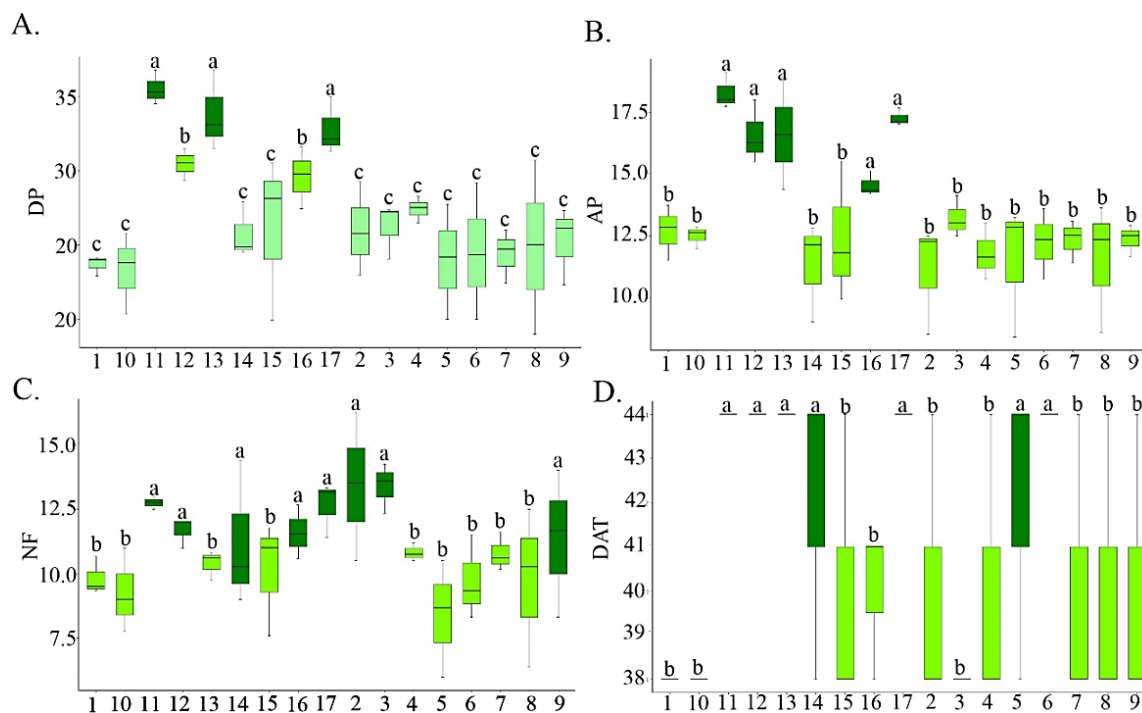 A.
a a a
b b
c c c c c c c c c c c c
35
30
20
20
DP
1 10 11 12 13 14 15 16 17 2 3 4 5 6 7 8 9
B.
a a a a a
b b b b b b b b b b b b
17.5
15.0
12.5
10.0
AP
1 10 11 12 13 14 15 16 17 2 3 4 5 6 7 8 9
C.
b b a a b a b a a a a b b b b b a
15.0
12.5
10.0
7.5
NF
1 10 11 12 13 14 15 16 17 2 3 4 5 6 7 8 9
D.
b b a a a a b b a b b b a a b b b
44
43
42
41
40
39
38
DAT
1 10 11 12 13 14 15 16 17 2 3 4 5 6 7 8 9